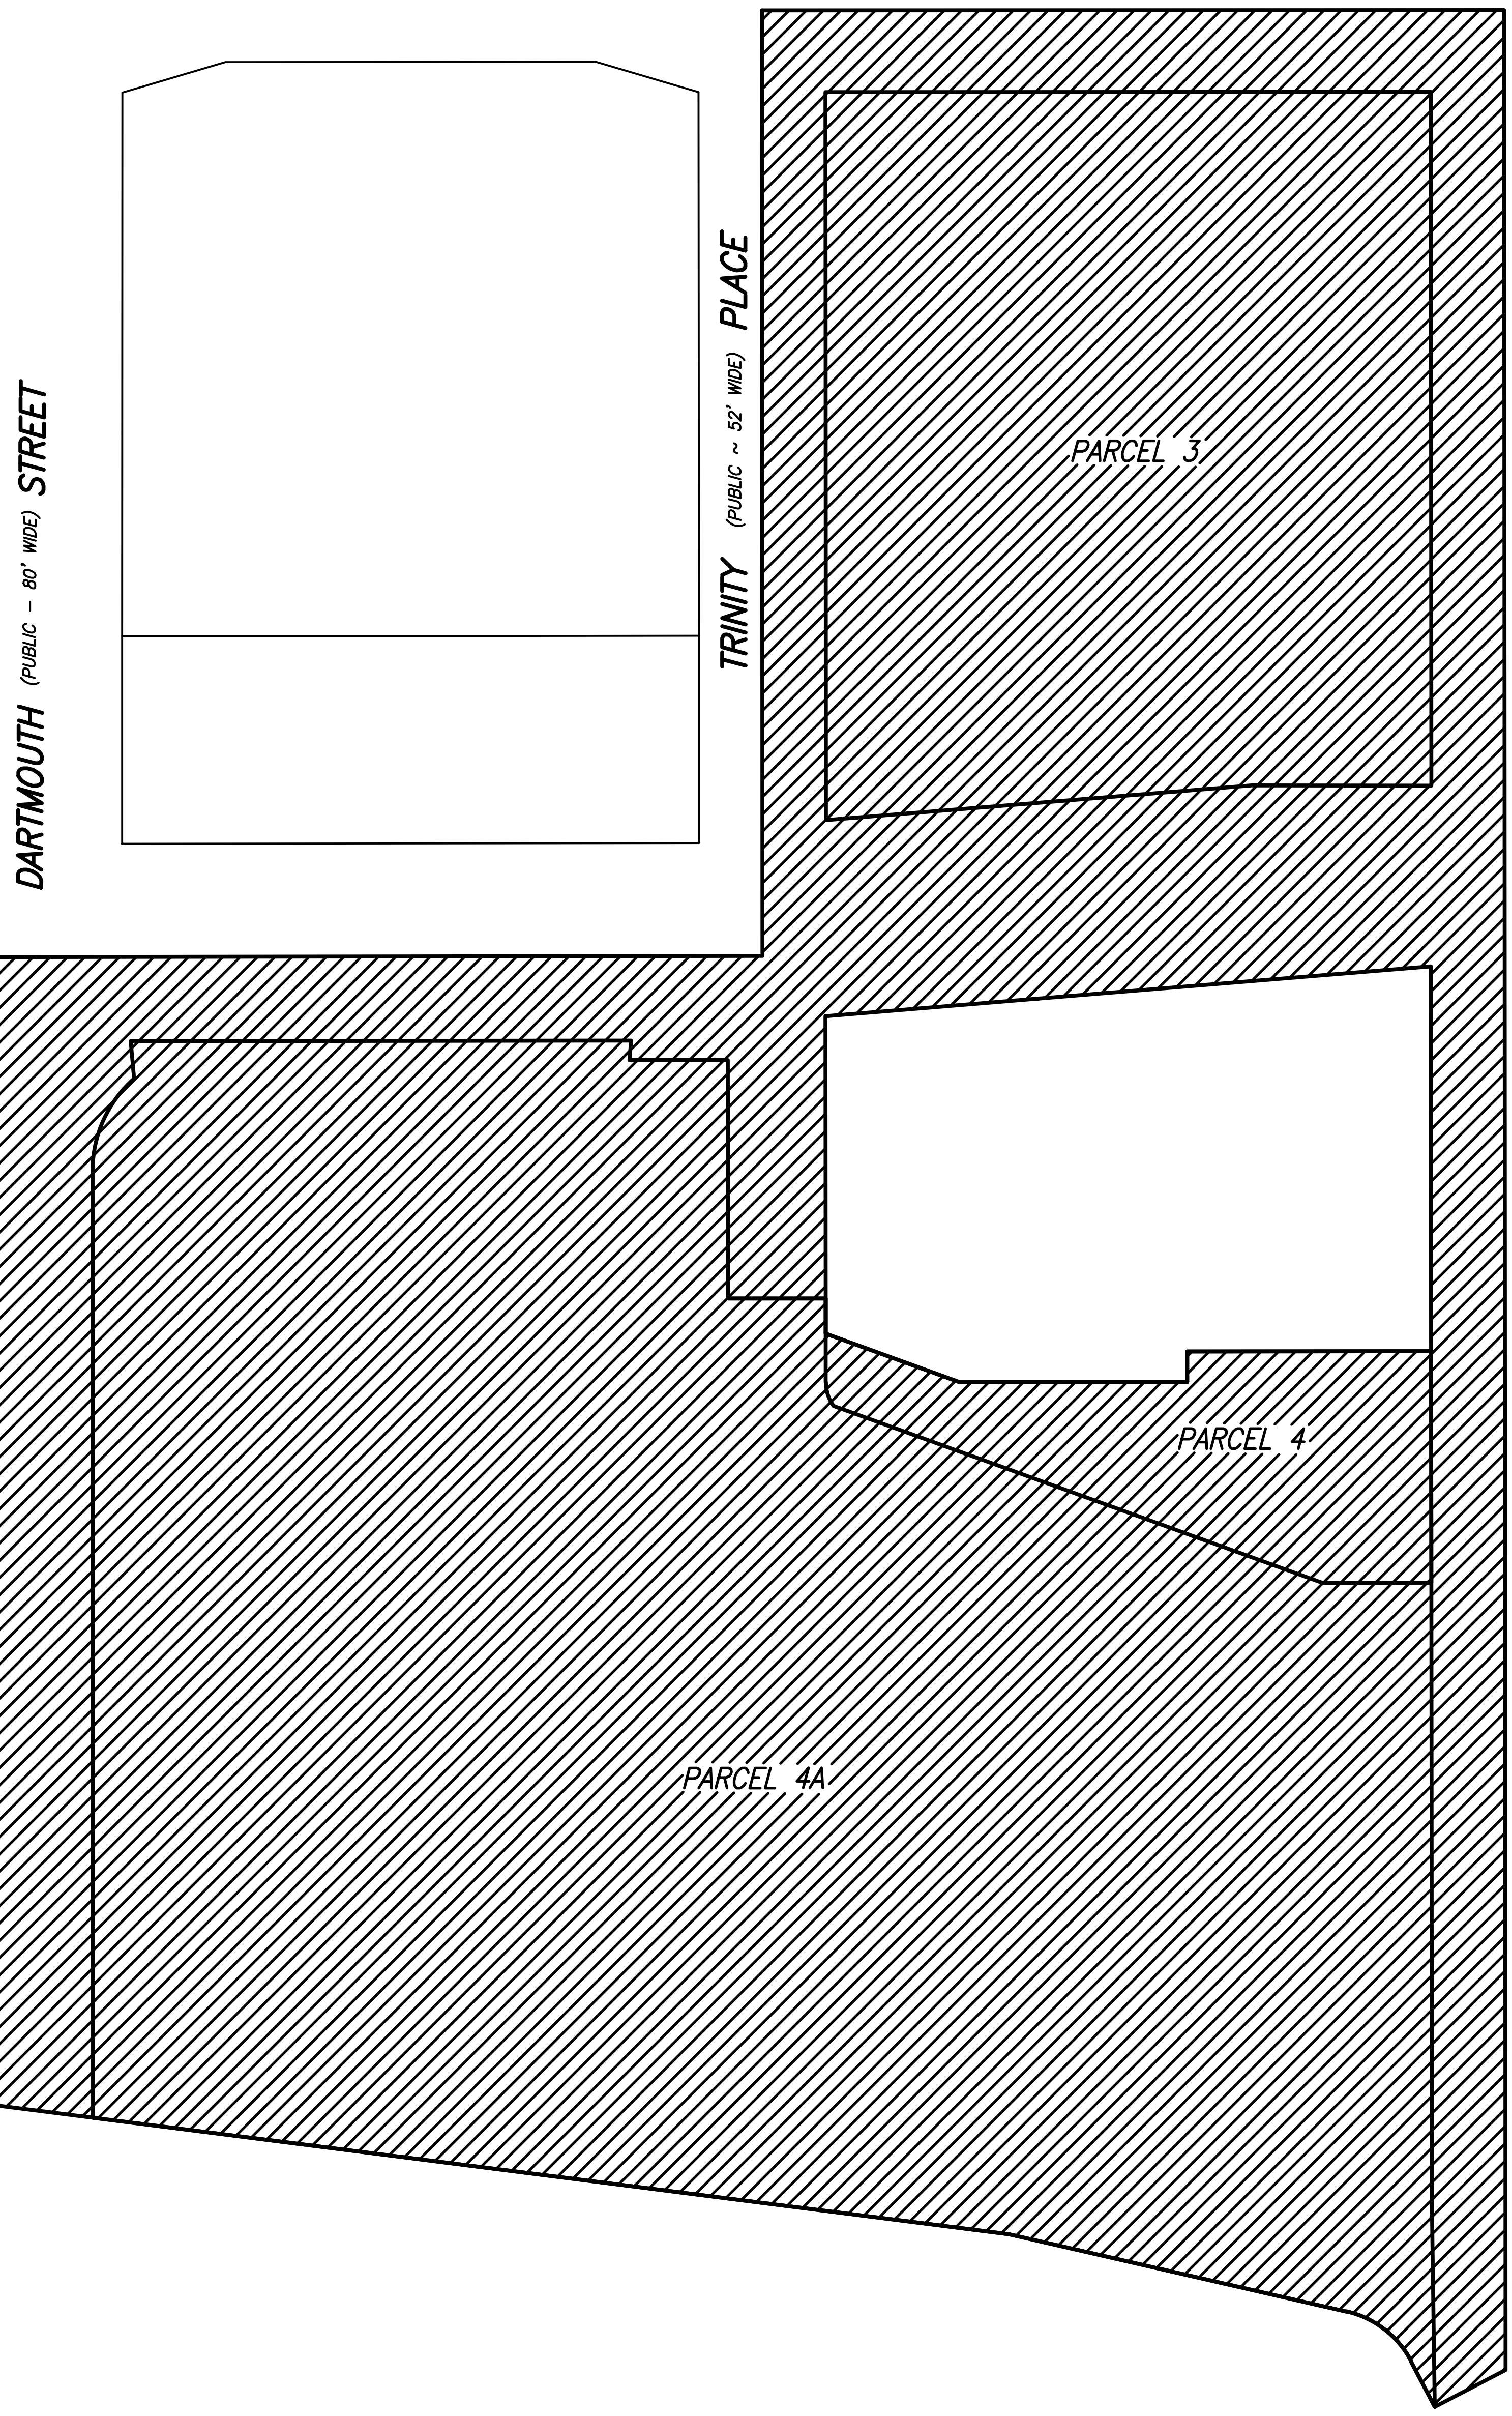 DARTMOUTH (PUBLIC - 80' WIDE) STREET
TRINITY (PUBLIC ~ 52' WIDE) PLACE
PARCEL 3
PARCEL 4
PARCEL 4A